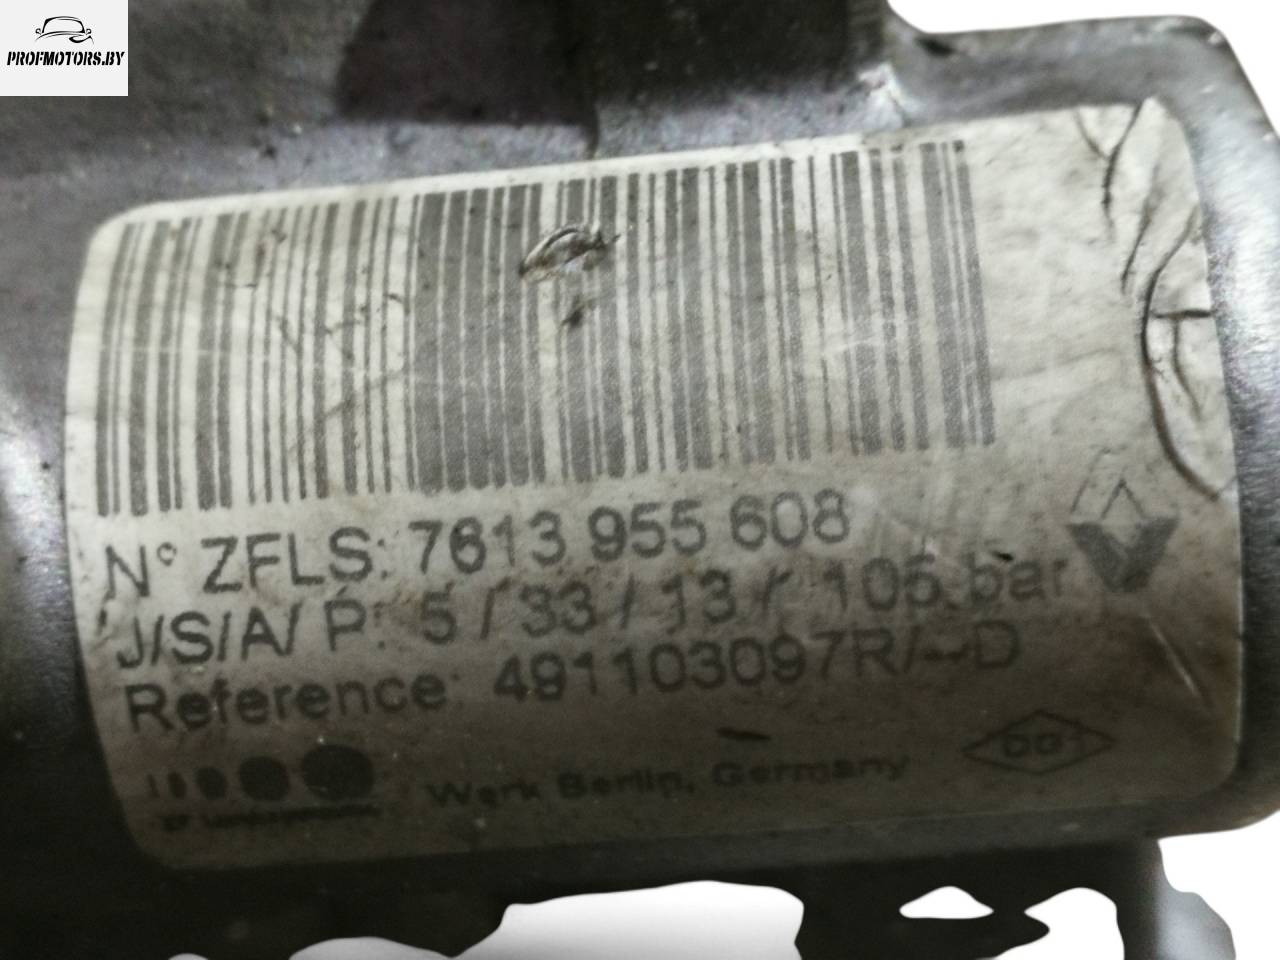 PROFMOTORS.BY
N° ZFLS: 7613 955 608
J/S/A/ P: 5 / 33 / 13 / 105 bar
Reference: 491103097R/--D
Werk Berlin, Germany